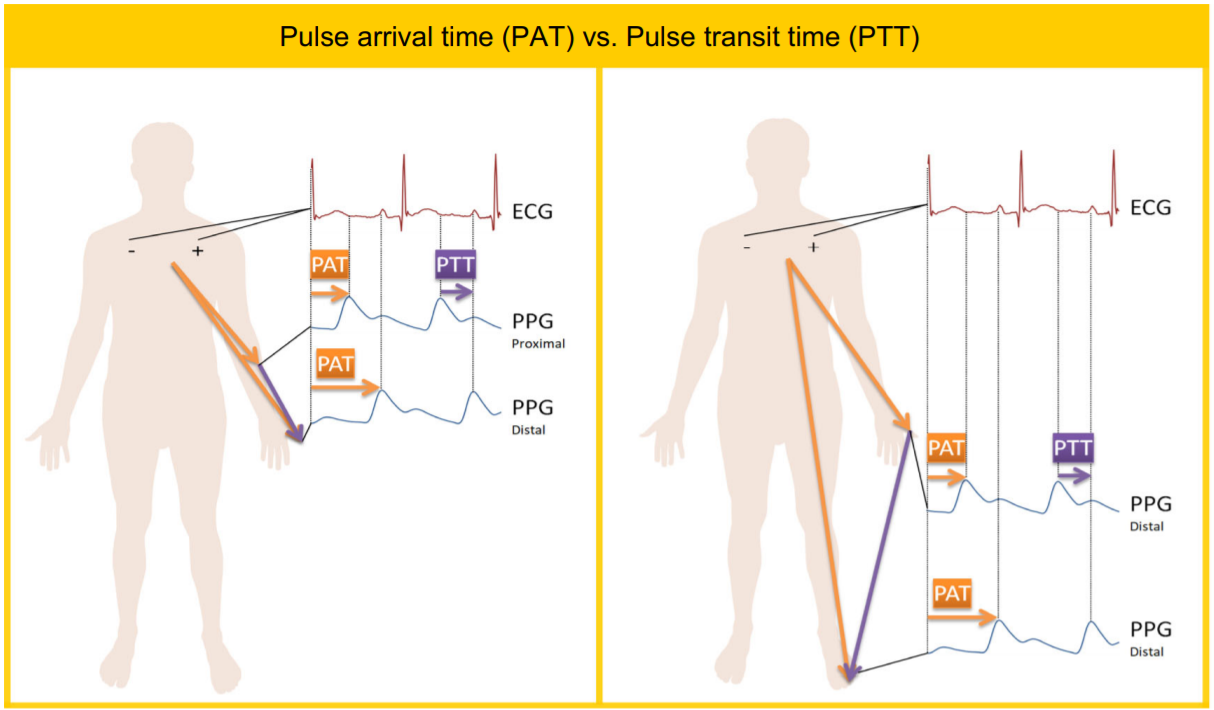 Pulse arrival time (PAT) vs. Pulse transit time (PTT)
ECG
- +
PAT
PTT
PPG
Proximal
PAT
PPG
Distal
ECG
- +
PAT
PTT
PPG
Distal
PAT
PPG
Distal